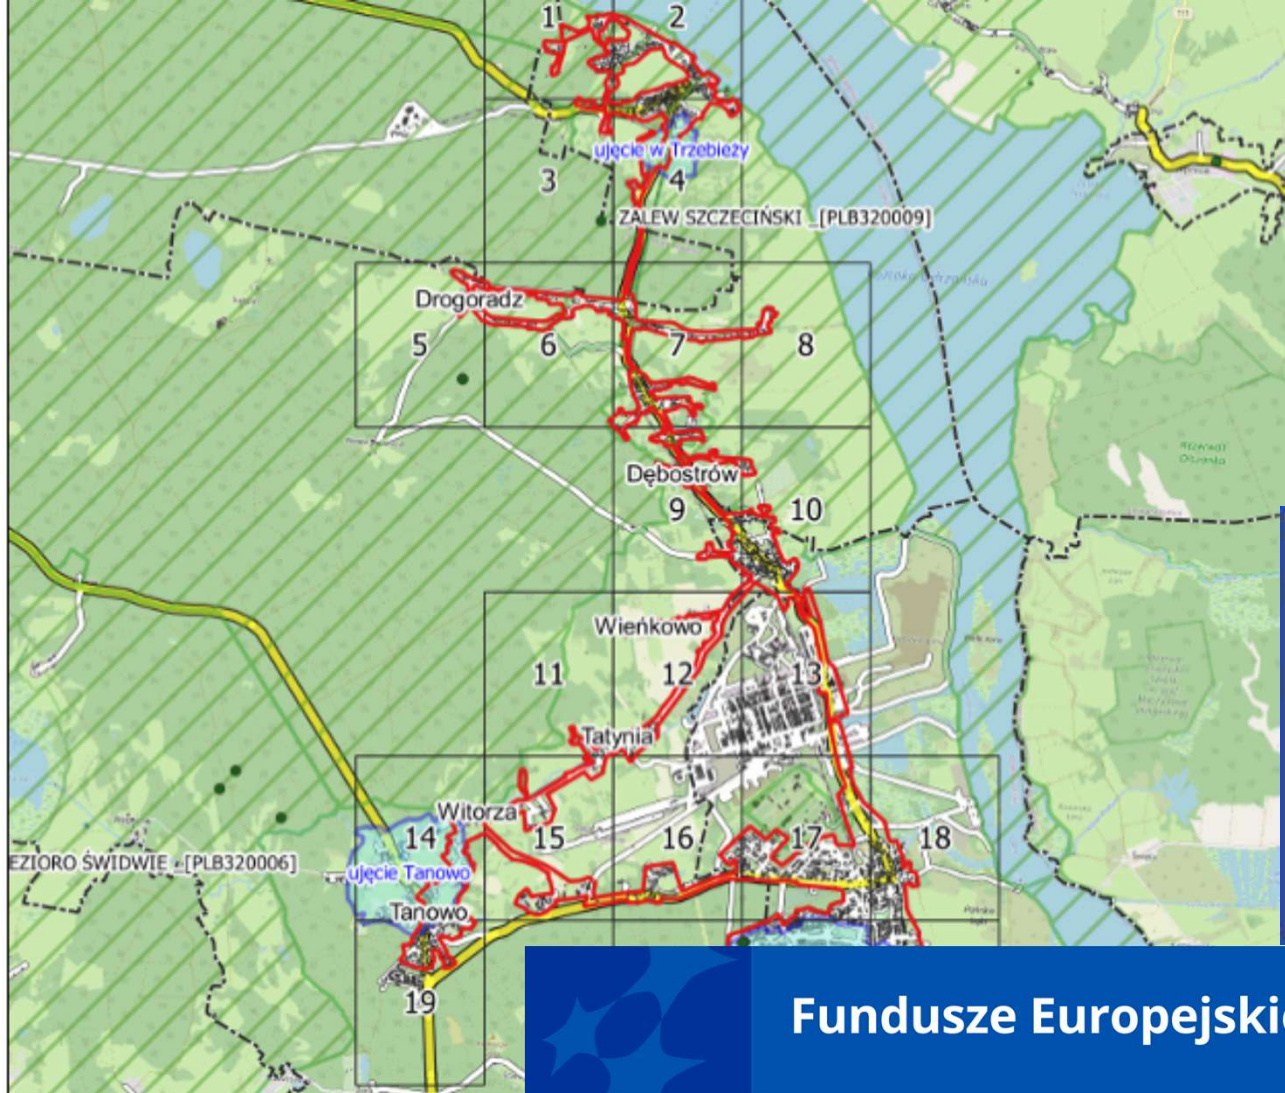 1
2
ujęcie w Trzebieży
3
4
ZALEW SZCZECIŃSKI _[PLB320009]
Drogoradz
5
6
7
8
Dębostrów
9
10
Wieńkowo
11
12
13
Tatynia
Witorza
14
15
16
17
18
EZIORO ŚWIDWIE _[PLB320006]
ujęcie Tanowo
Tanowo
19
Fundusze Europejski